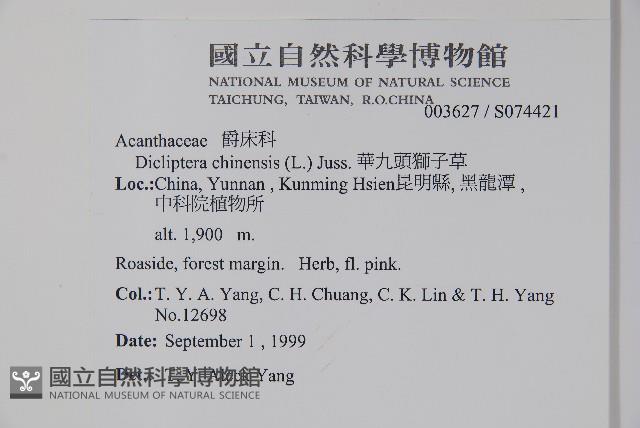 國立自然科學博物館
NATIONAL MUSEUM OF NATURAL SCIENCE
TAICHUNG, TAIWAN, R.O.CHINA
003627 / S074421
Acanthaceae 爵床科
Dicliptera chinensis (L.) Juss. 華九頭獅子草
Loc.:China, Yunnan , Kunming Hsien昆明縣, 黑龍潭 ,
中科院植物所
alt. 1,900 m.
Roaside, forest margin. Herb, fl. pink.
Col.: T. Y. A. Yang, C. H. Chuang, C. K. Lin & T. H. Yang
No.12698
Date: September 1 , 1999
Yang
國立自然科學博物館
NATIONAL MUSEUM OF NATURAL SCIENCE